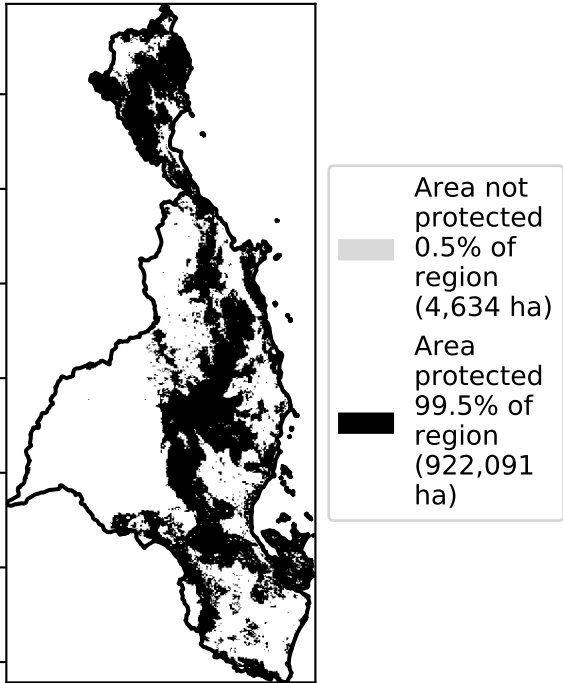 Area not
protected
0.5% of
region
(4,634 ha)
Area
protected
99.5% of
region
(922,091
ha)